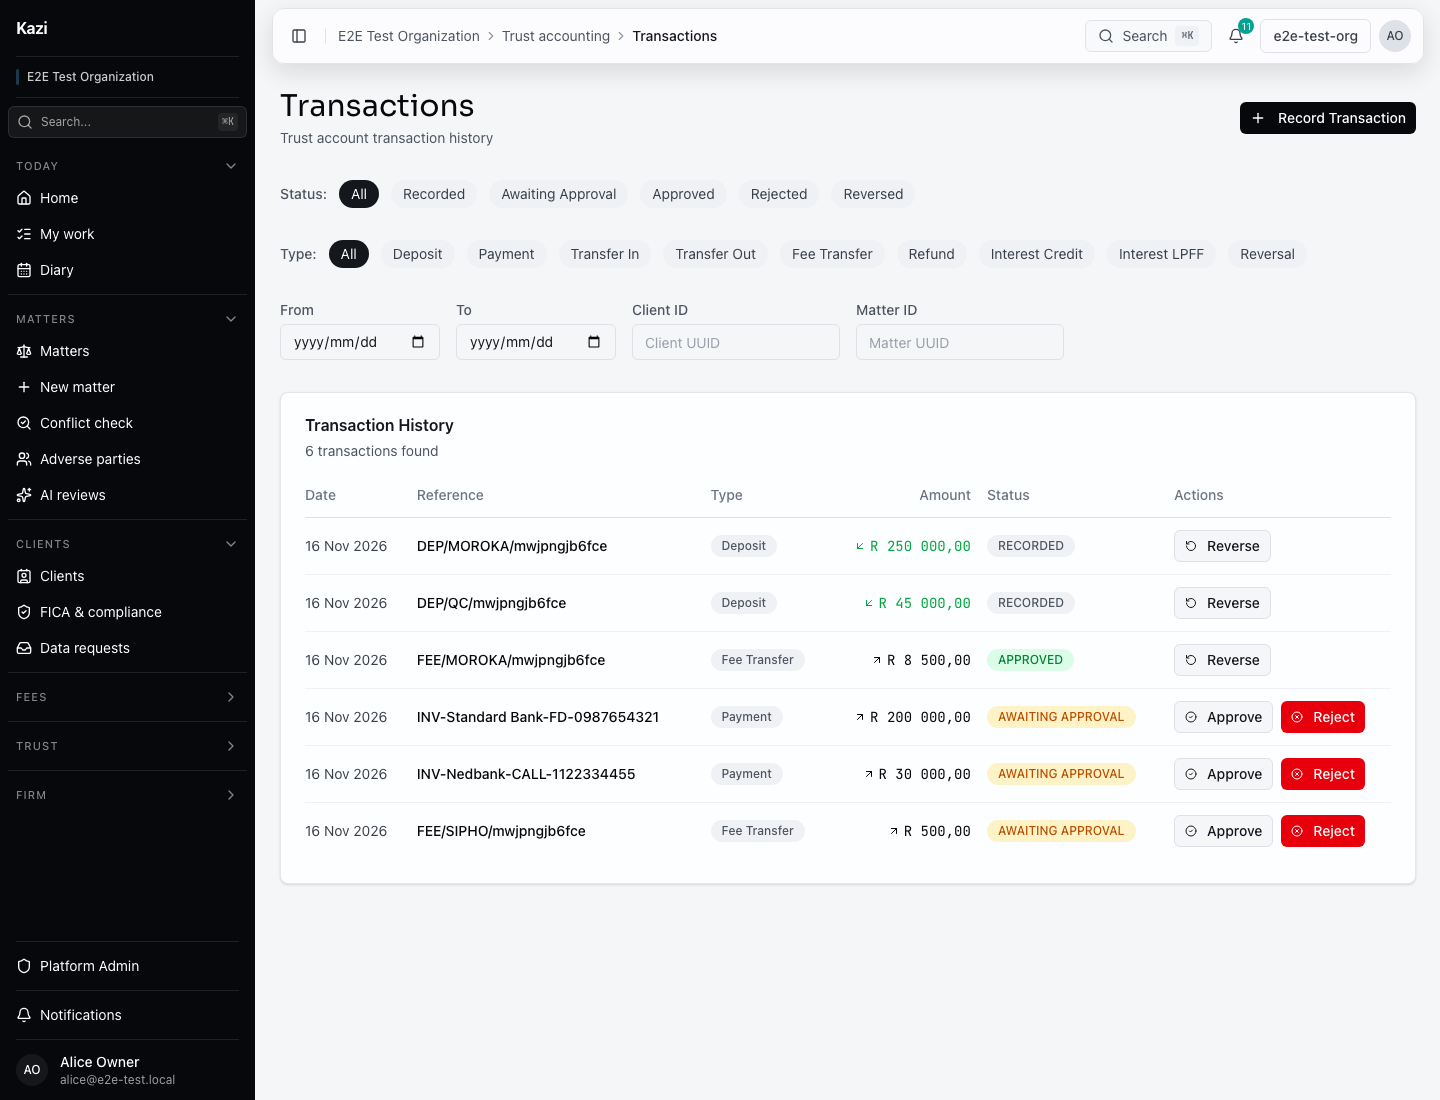 Kazi
E2E Test Organization
Search... ⌘K
TODAY
Home
My work
Diary
MATTERS
Matters
New matter
Conflict check
Adverse parties
AI reviews
CLIENTS
Clients
FICA & compliance
Data requests
FEES
TRUST
FIRM
Platform Admin
Notifications
AO Alice Owner
alice@e2e-test.local
E2E Test Organization Trust accounting Transactions
Search ⌘K 11 e2e-test-org AO
Transactions
Trust account transaction history
Record Transaction
Status: All Recorded Awaiting Approval Approved Rejected Reversed
Type: All Deposit Payment Transfer In Transfer Out Fee Transfer Refund Interest Credit Interest LPFF Reversal
From To Client ID Matter ID
yyyy/mm/dd yyyy/mm/dd Client UUID Matter UUID
Transaction History
6 transactions found
Date Reference Type Amount Status Actions
16 Nov 2026 DEP/MOROKA/mwjpngjb6fce Deposit R 250 000,00 RECORDED Reverse
16 Nov 2026 DEP/QC/mwjpngjb6fce Deposit R 45 000,00 RECORDED Reverse
16 Nov 2026 FEE/MOROKA/mwjpngjb6fce Fee Transfer R 8 500,00 APPROVED Reverse
16 Nov 2026 INV-Standard Bank-FD-0987654321 Payment R 200 000,00 AWAITING APPROVAL Approve Reject
16 Nov 2026 INV-Nedbank-CALL-1122334455 Payment R 30 000,00 AWAITING APPROVAL Approve Reject
16 Nov 2026 FEE/SIPHO/mwjpngjb6fce Fee Transfer R 500,00 AWAITING APPROVAL Approve Reject